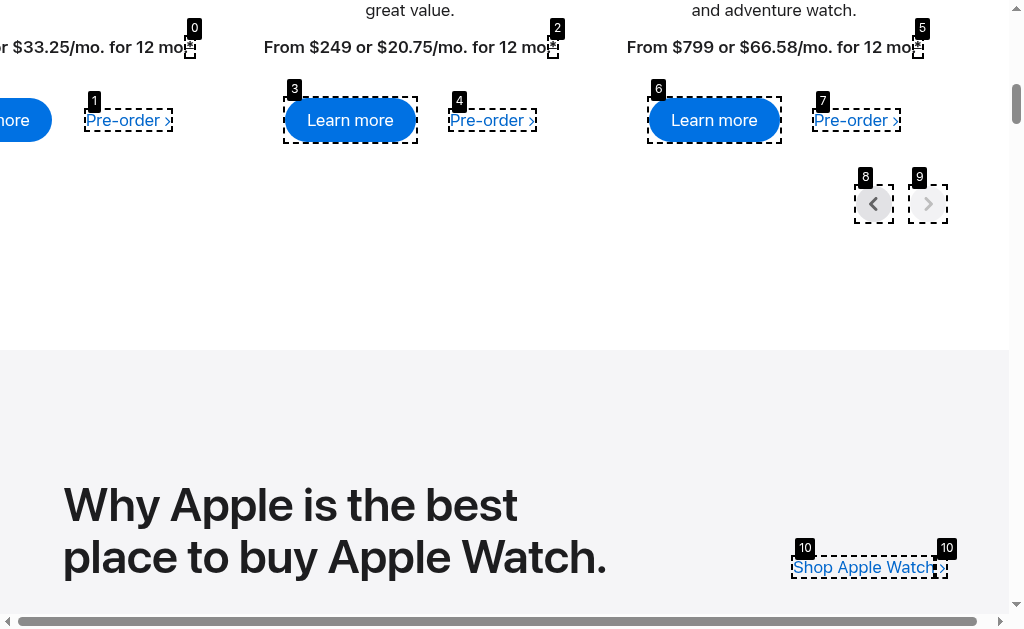 great value.
and adventure watch.
0
2
5
r $33.25/mo. for 12 mo.*
From $249 or $20.75/mo. for 12 mo.*
From $799 or $66.58/mo. for 12 mo.*
1
3
4
6
7
more
Pre-order ›
Learn more
Pre-order ›
Learn more
Pre-order ›
8
9
Why Apple is the best
place to buy Apple Watch.
10
10
Shop Apple Watch ›